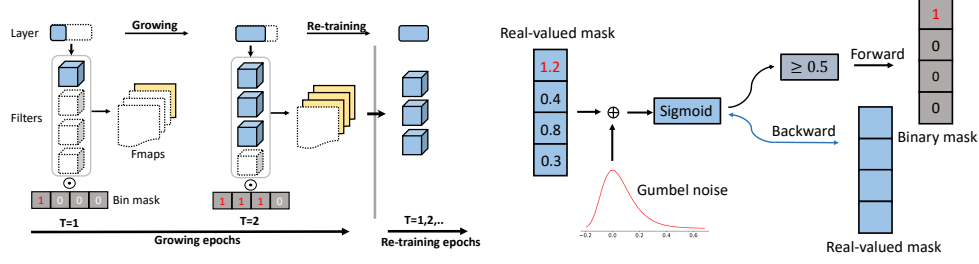 Layer
Growing
Re-training
Filters
Fmaps
1 0 0 0
Bin mask
1 1 1 0
T=1
T=2
T=1,2,..
Growing epochs
Re-training epochs
Real-valued mask
1.2
0.4
0.8
0.3
⊕
Sigmoid
≥ 0.5
Forward
Backward
1
0
0
0
Binary mask
Gumbel noise
−0.2 0.0 0.2 0.4 0.6
Real-valued mask